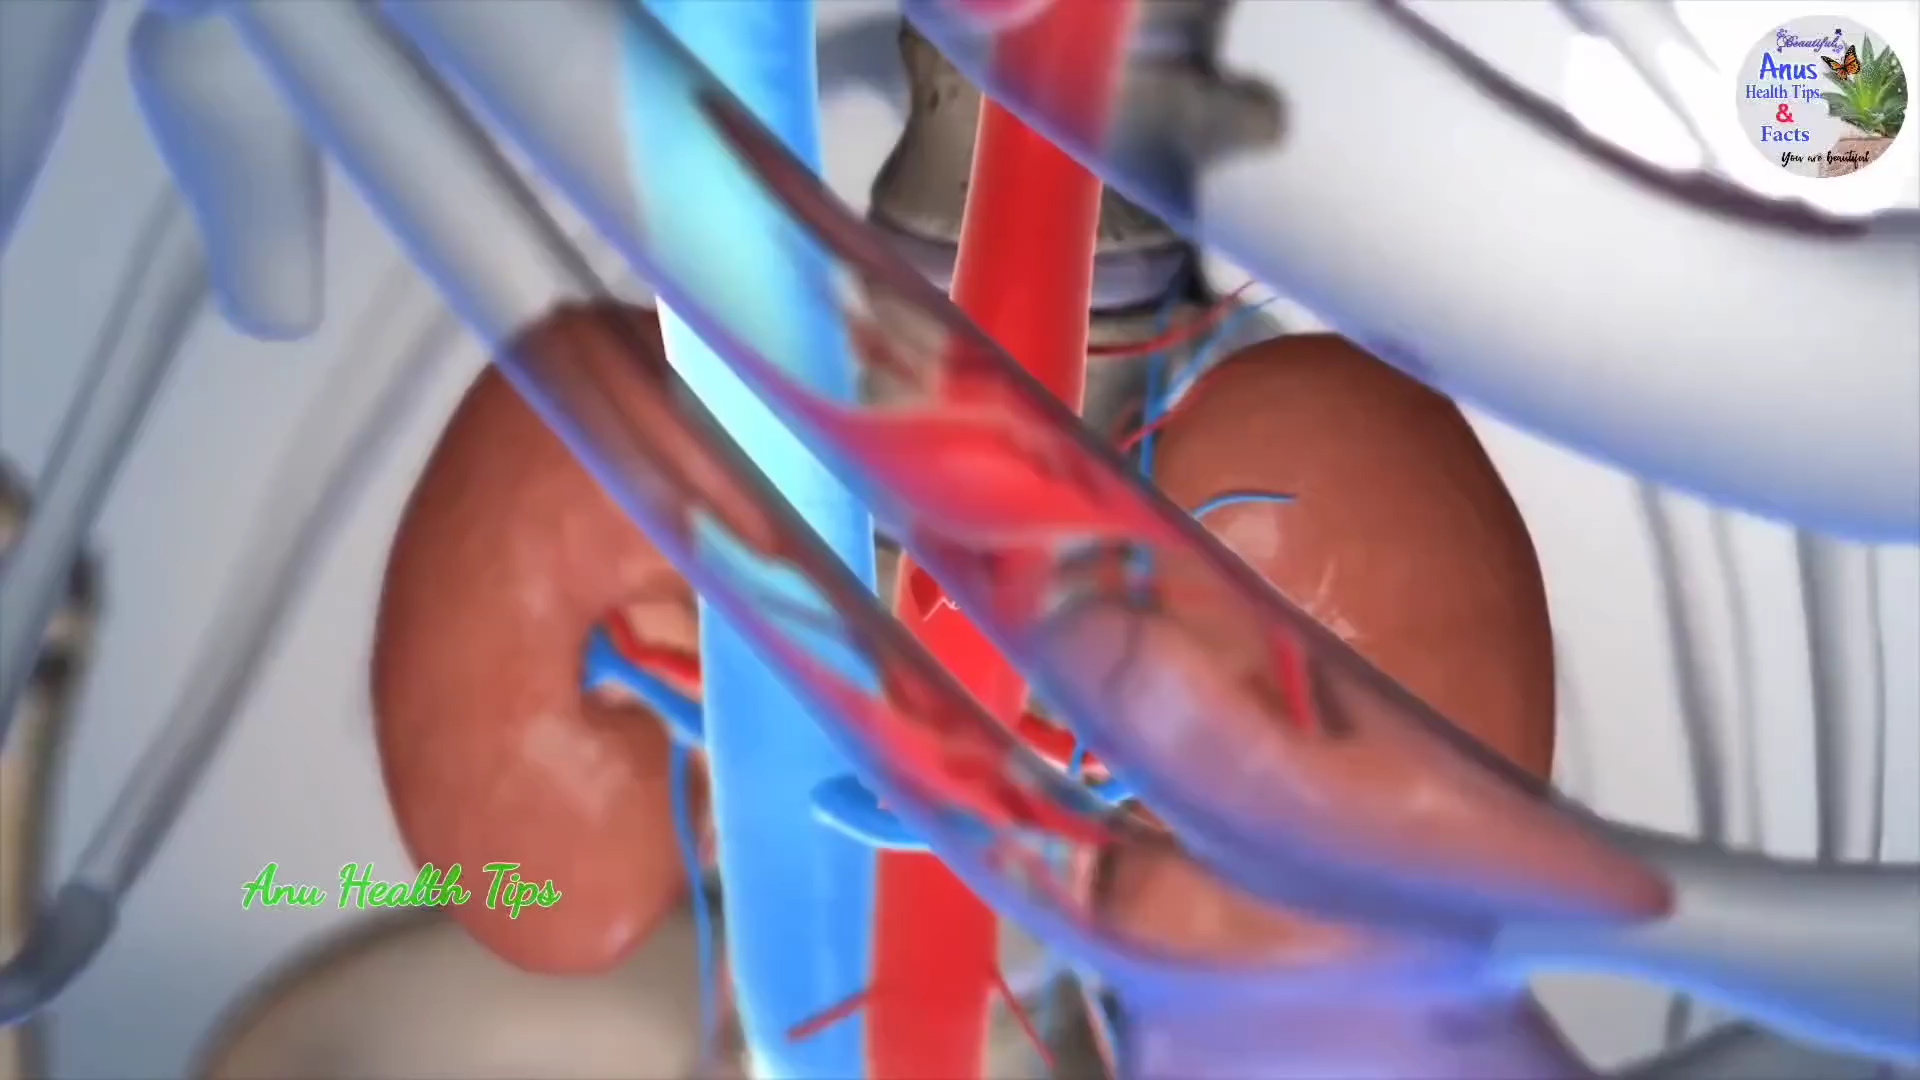 Beautiful
Anus
Health Tips
&
Facts
You are beautiful
Anu Health Tips